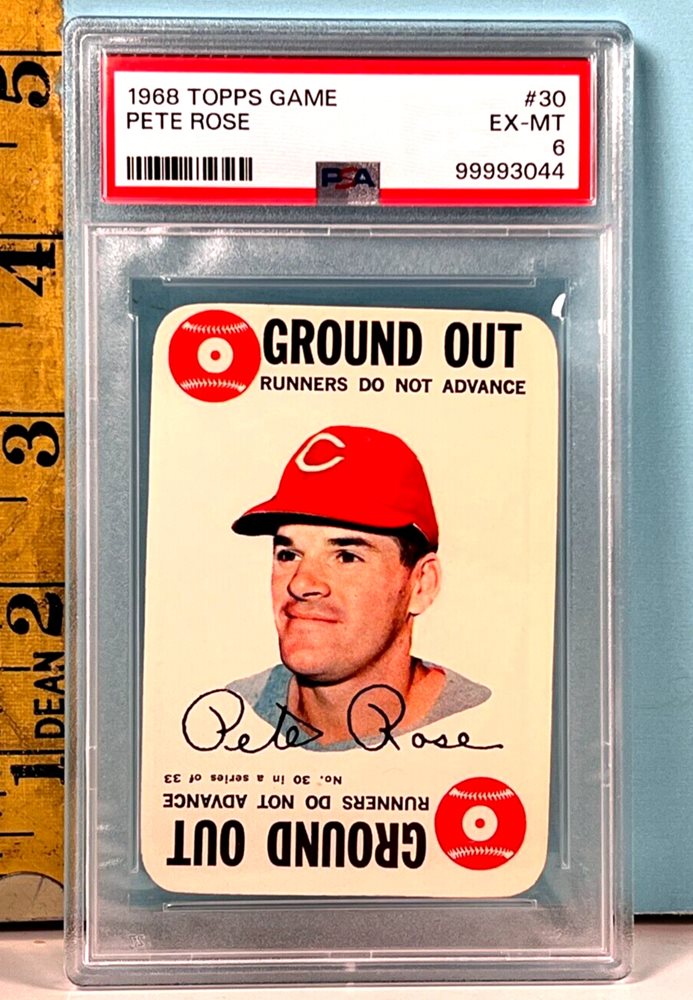 1968 TOPPS GAME #30
PETE ROSE EX-MT
6
PSA 99993044
GROUND OUT
RUNNERS DO NOT ADVANCE
C
Pete Rose
No. 30 in a series of 33
RUNNERS DO NOT ADVANCE
GROUND OUT
5
4
3
2
DEAN
1